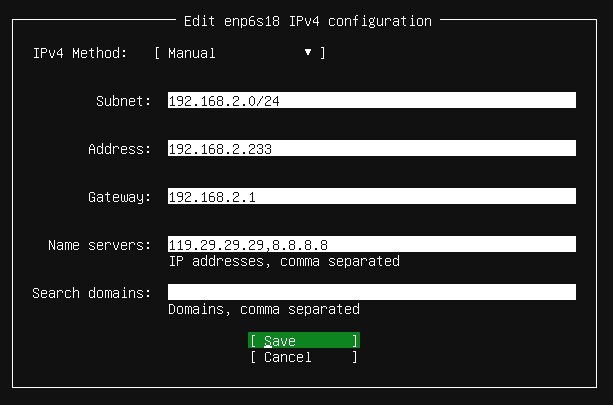 Edit enp6s18 IPv4 configuration
IPv4 Method: [ Manual ▼ ]
Subnet: 192.168.2.0/24
Address: 192.168.2.233
Gateway: 192.168.2.1
Name servers: 119.29.29.29,8.8.8.8
IP addresses, comma separated
Search domains:
Domains, comma separated
[ Save ]
[ Cancel ]